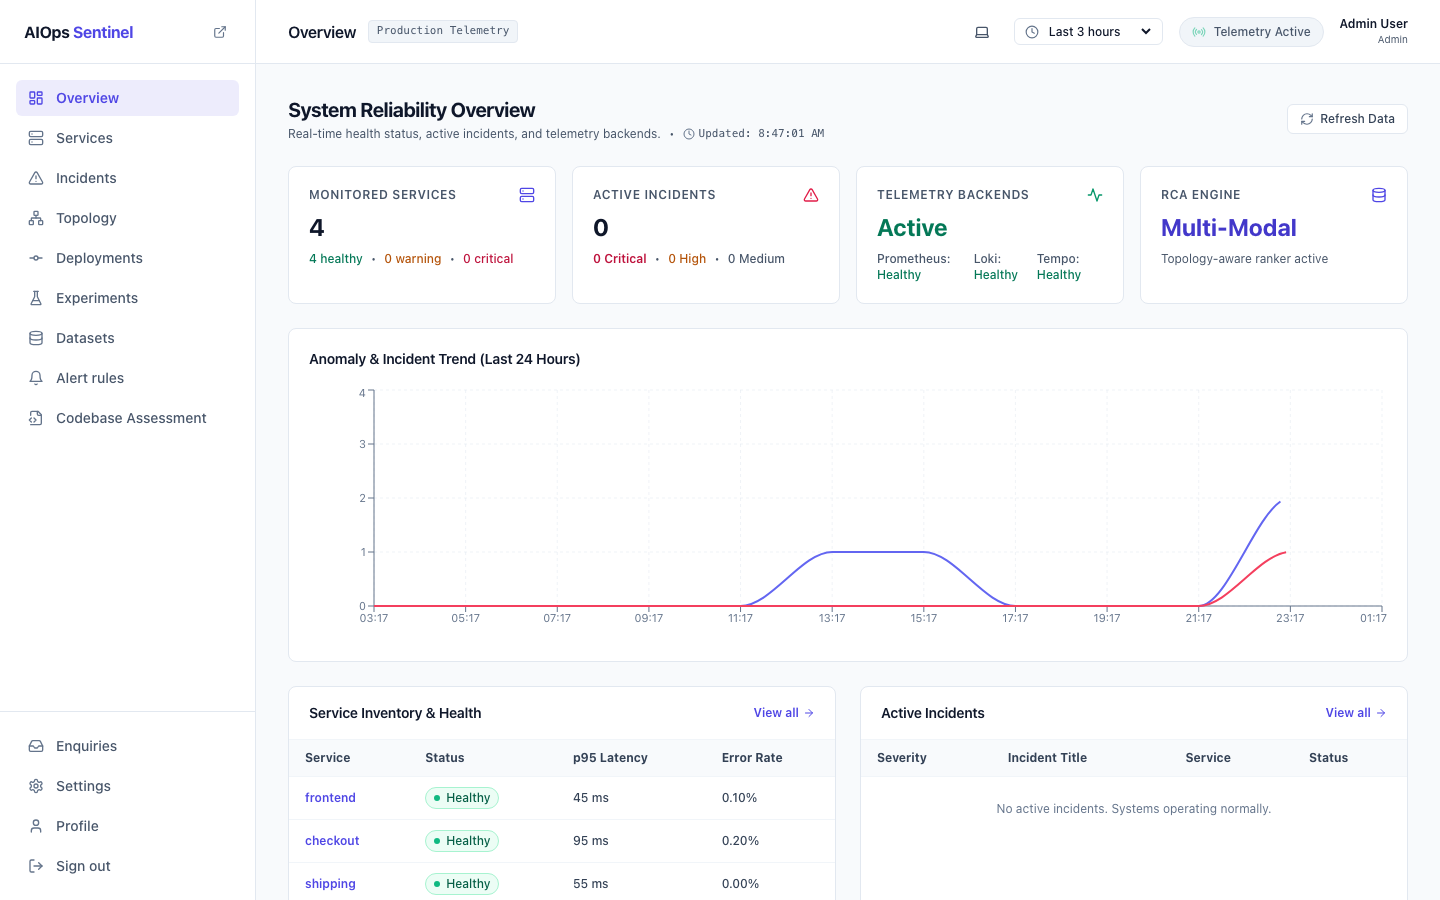 AIOps Sentinel
Overview
Services
Incidents
Topology
Deployments
Experiments
Datasets
Alert rules
Codebase Assessment
Enquiries
Settings
Profile
Sign out
Overview
Production Telemetry
Last 3 hours
Telemetry Active
Admin User
Admin
System Reliability Overview
Real-time health status, active incidents, and telemetry backends. • Updated: 8:47:01 AM
Refresh Data
MONITORED SERVICES
4
4 healthy • 0 warning • 0 critical
ACTIVE INCIDENTS
0
0 Critical • 0 High • 0 Medium
TELEMETRY BACKENDS
Active
Prometheus: Loki: Tempo:
Healthy Healthy Healthy
RCA ENGINE
Multi-Modal
Topology-aware ranker active
Anomaly & Incident Trend (Last 24 Hours)
4
3
2
1
0
03:17 05:17 07:17 09:17 11:17 13:17 15:17 17:17 19:17 21:17 23:17 01:17
Service Inventory & Health
View all
Service Status p95 Latency Error Rate
frontend Healthy 45 ms 0.10%
checkout Healthy 95 ms 0.20%
shipping Healthy 55 ms 0.00%
Active Incidents
View all
Severity Incident Title Service Status
No active incidents. Systems operating normally.